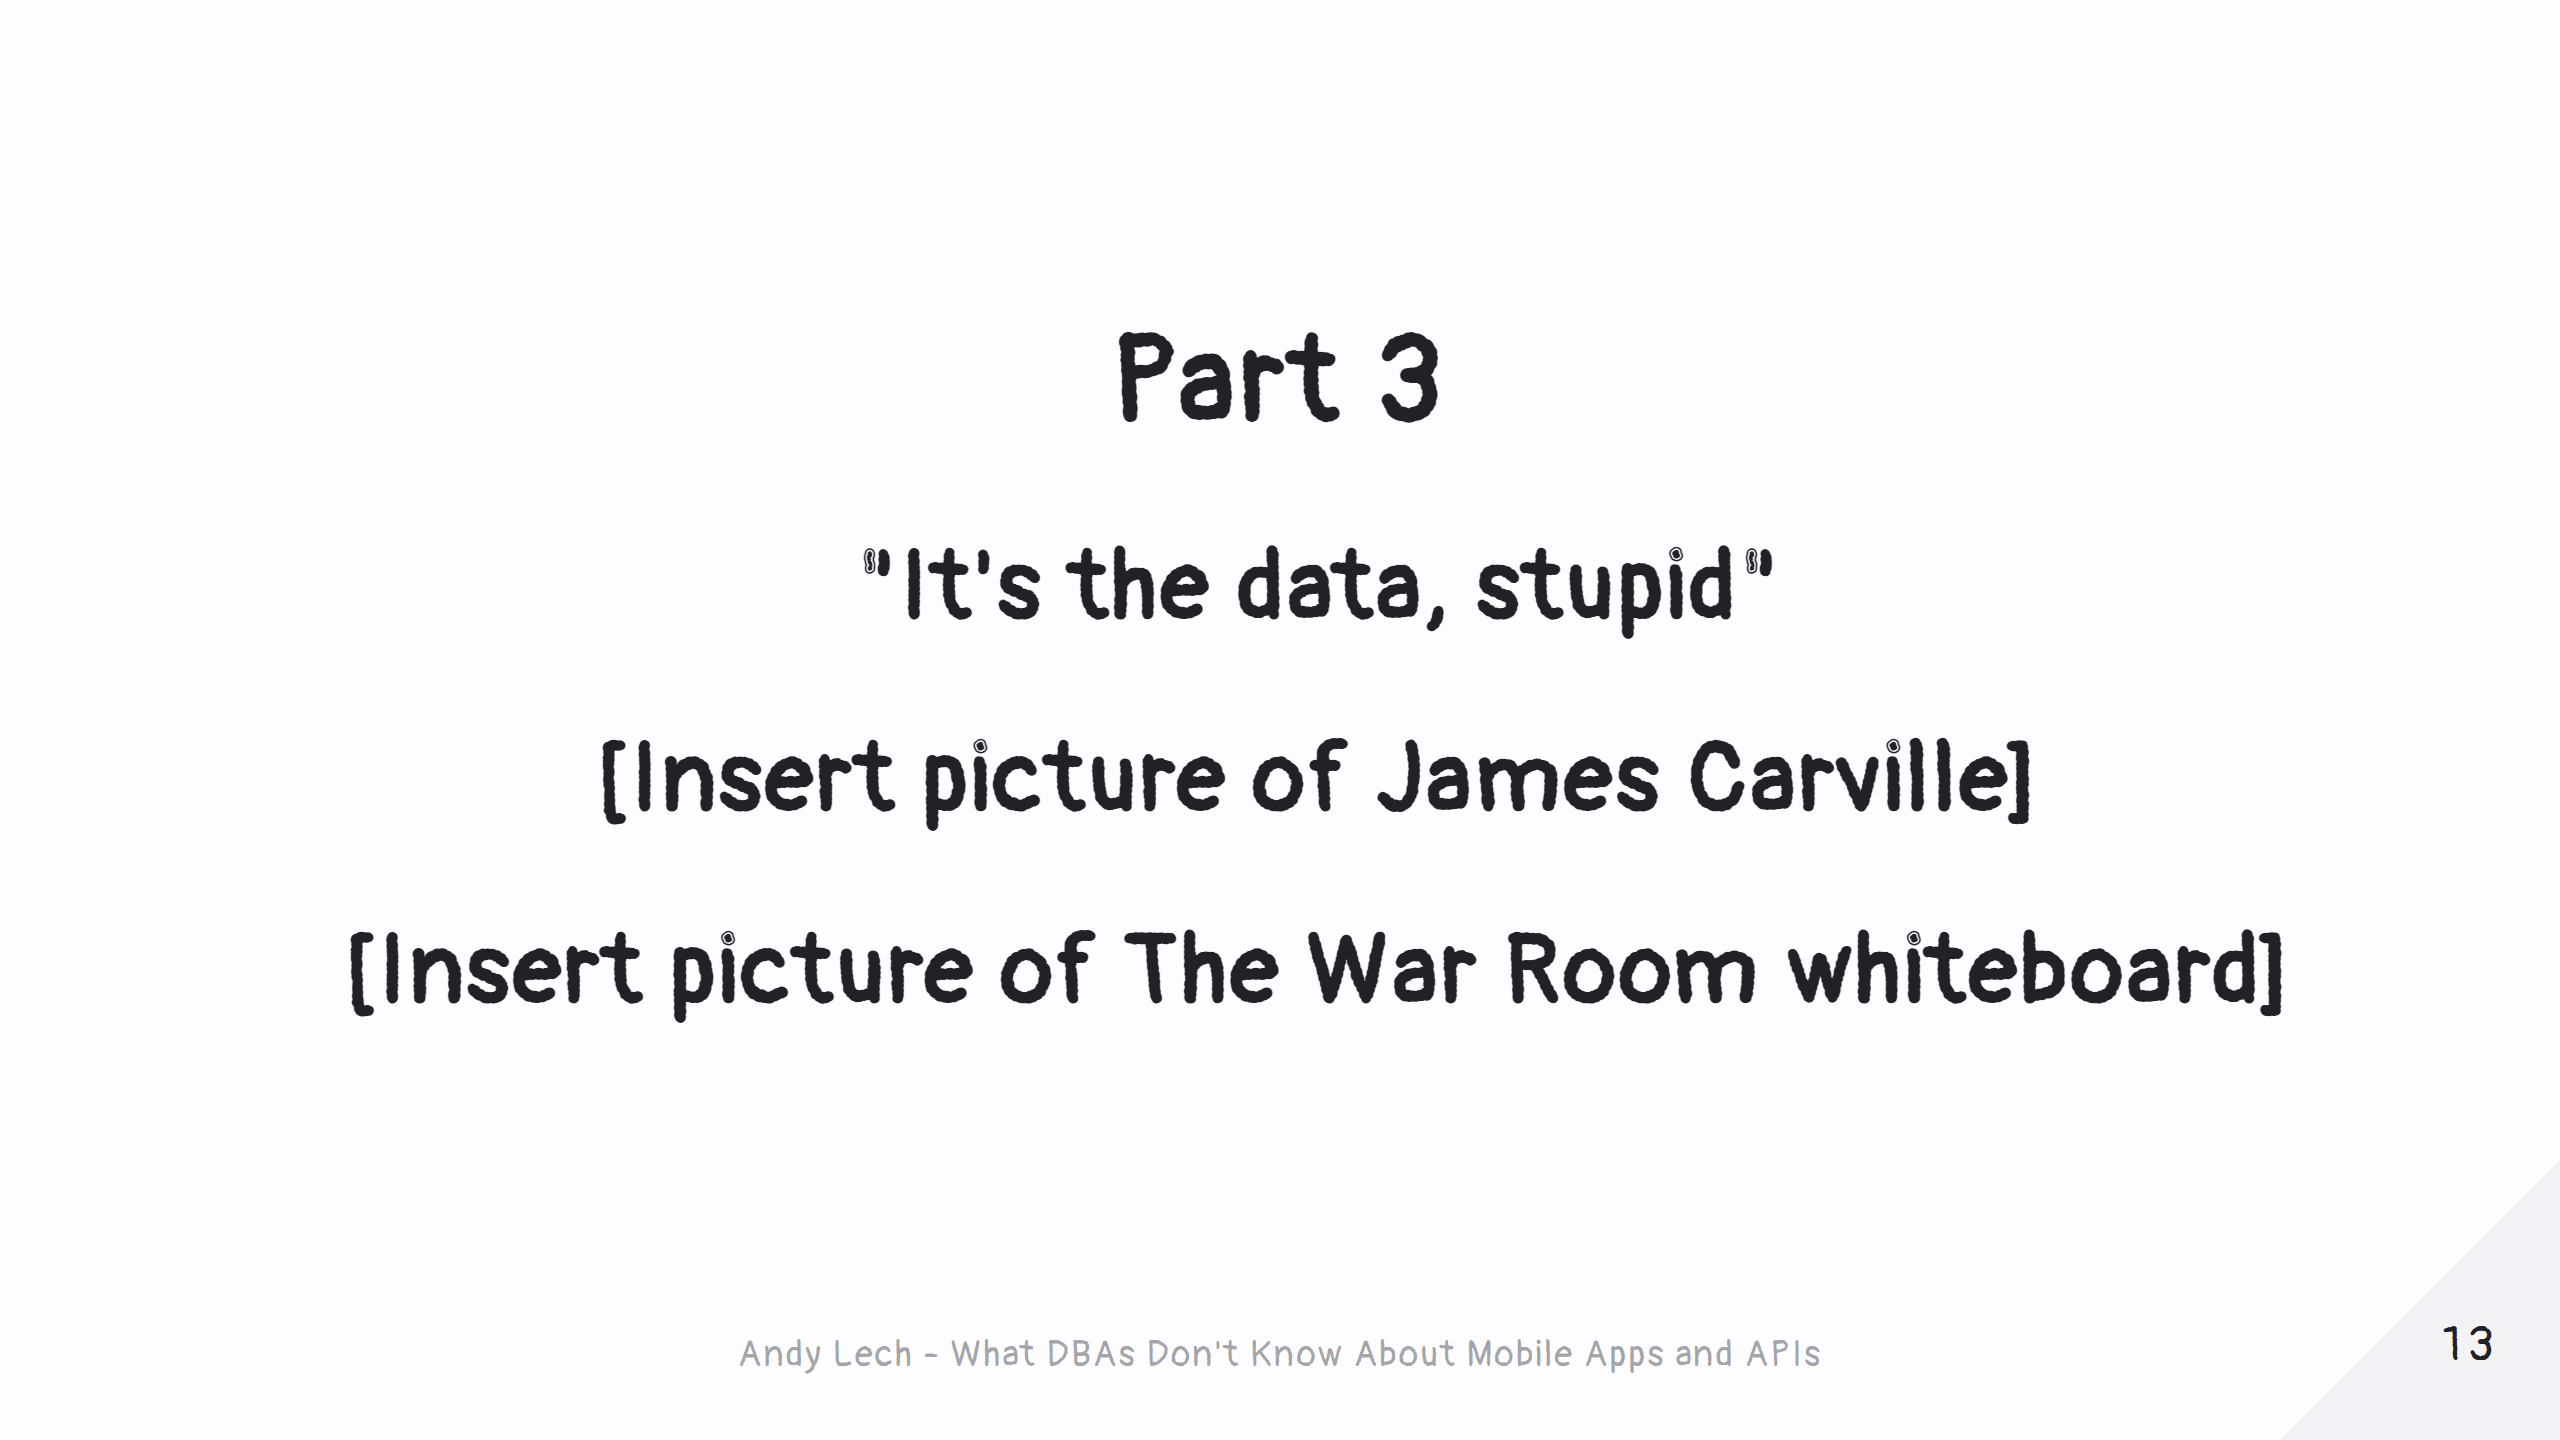 Part 3
"It's the data, stupid"
[Insert picture of James Carville]
[Insert picture of The War Room whiteboard]
Andy Lech - What DBAs Don't Know About Mobile Apps and APIs
13